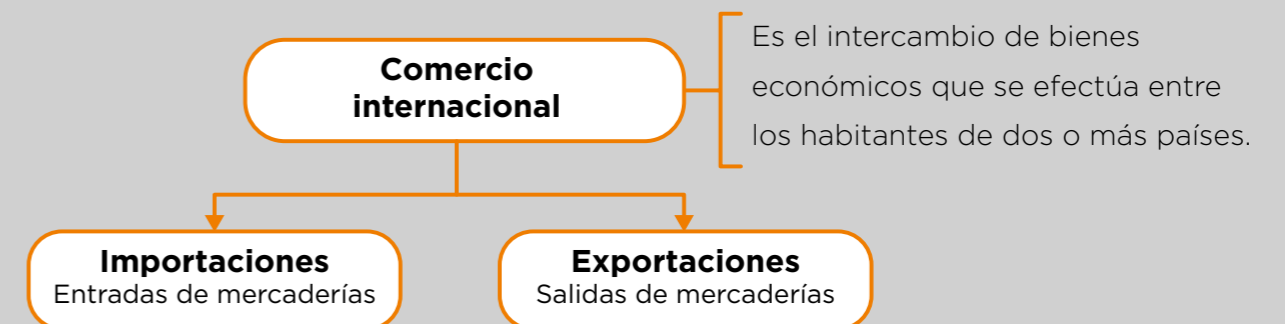 Comercio
internacional
Es el intercambio de bienes
económicos que se efectúa entre
los habitantes de dos o más países.
Importaciones
Entradas de mercaderías
Exportaciones
Salidas de mercaderías